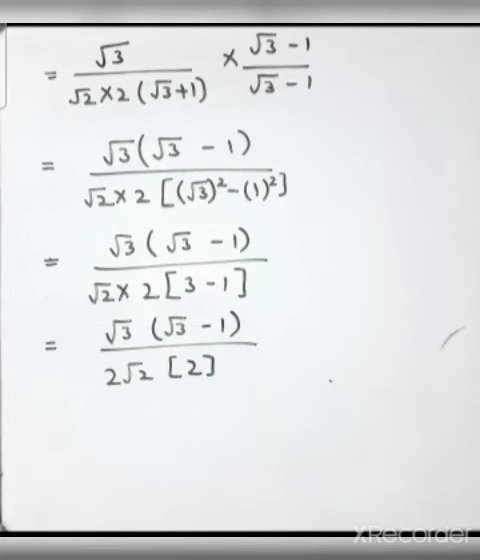 = √3 / √2 × 2 (√3+1) × √3 - 1 / √3 - 1
= √3 (√3 - 1) / √2 × 2 [(√3)² - (1)²]
= √3 (√3 - 1) / √2 × 2 [3 - 1]
= √3 (√3 - 1) / 2√2 [2]
XRecorder